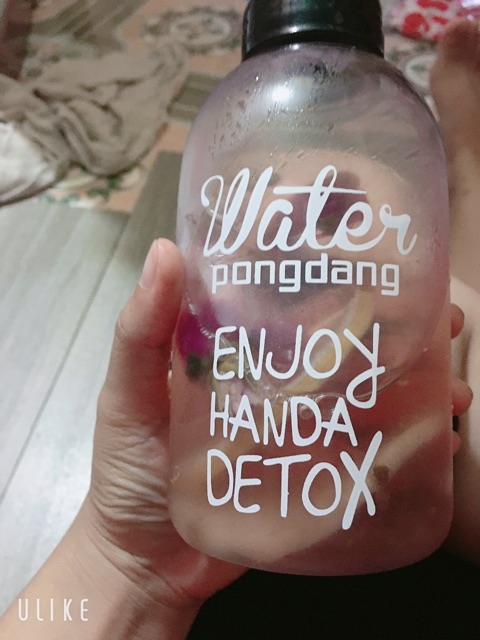 Water
pongdang
ENJOY
HANDA
DETOX
ULIKE